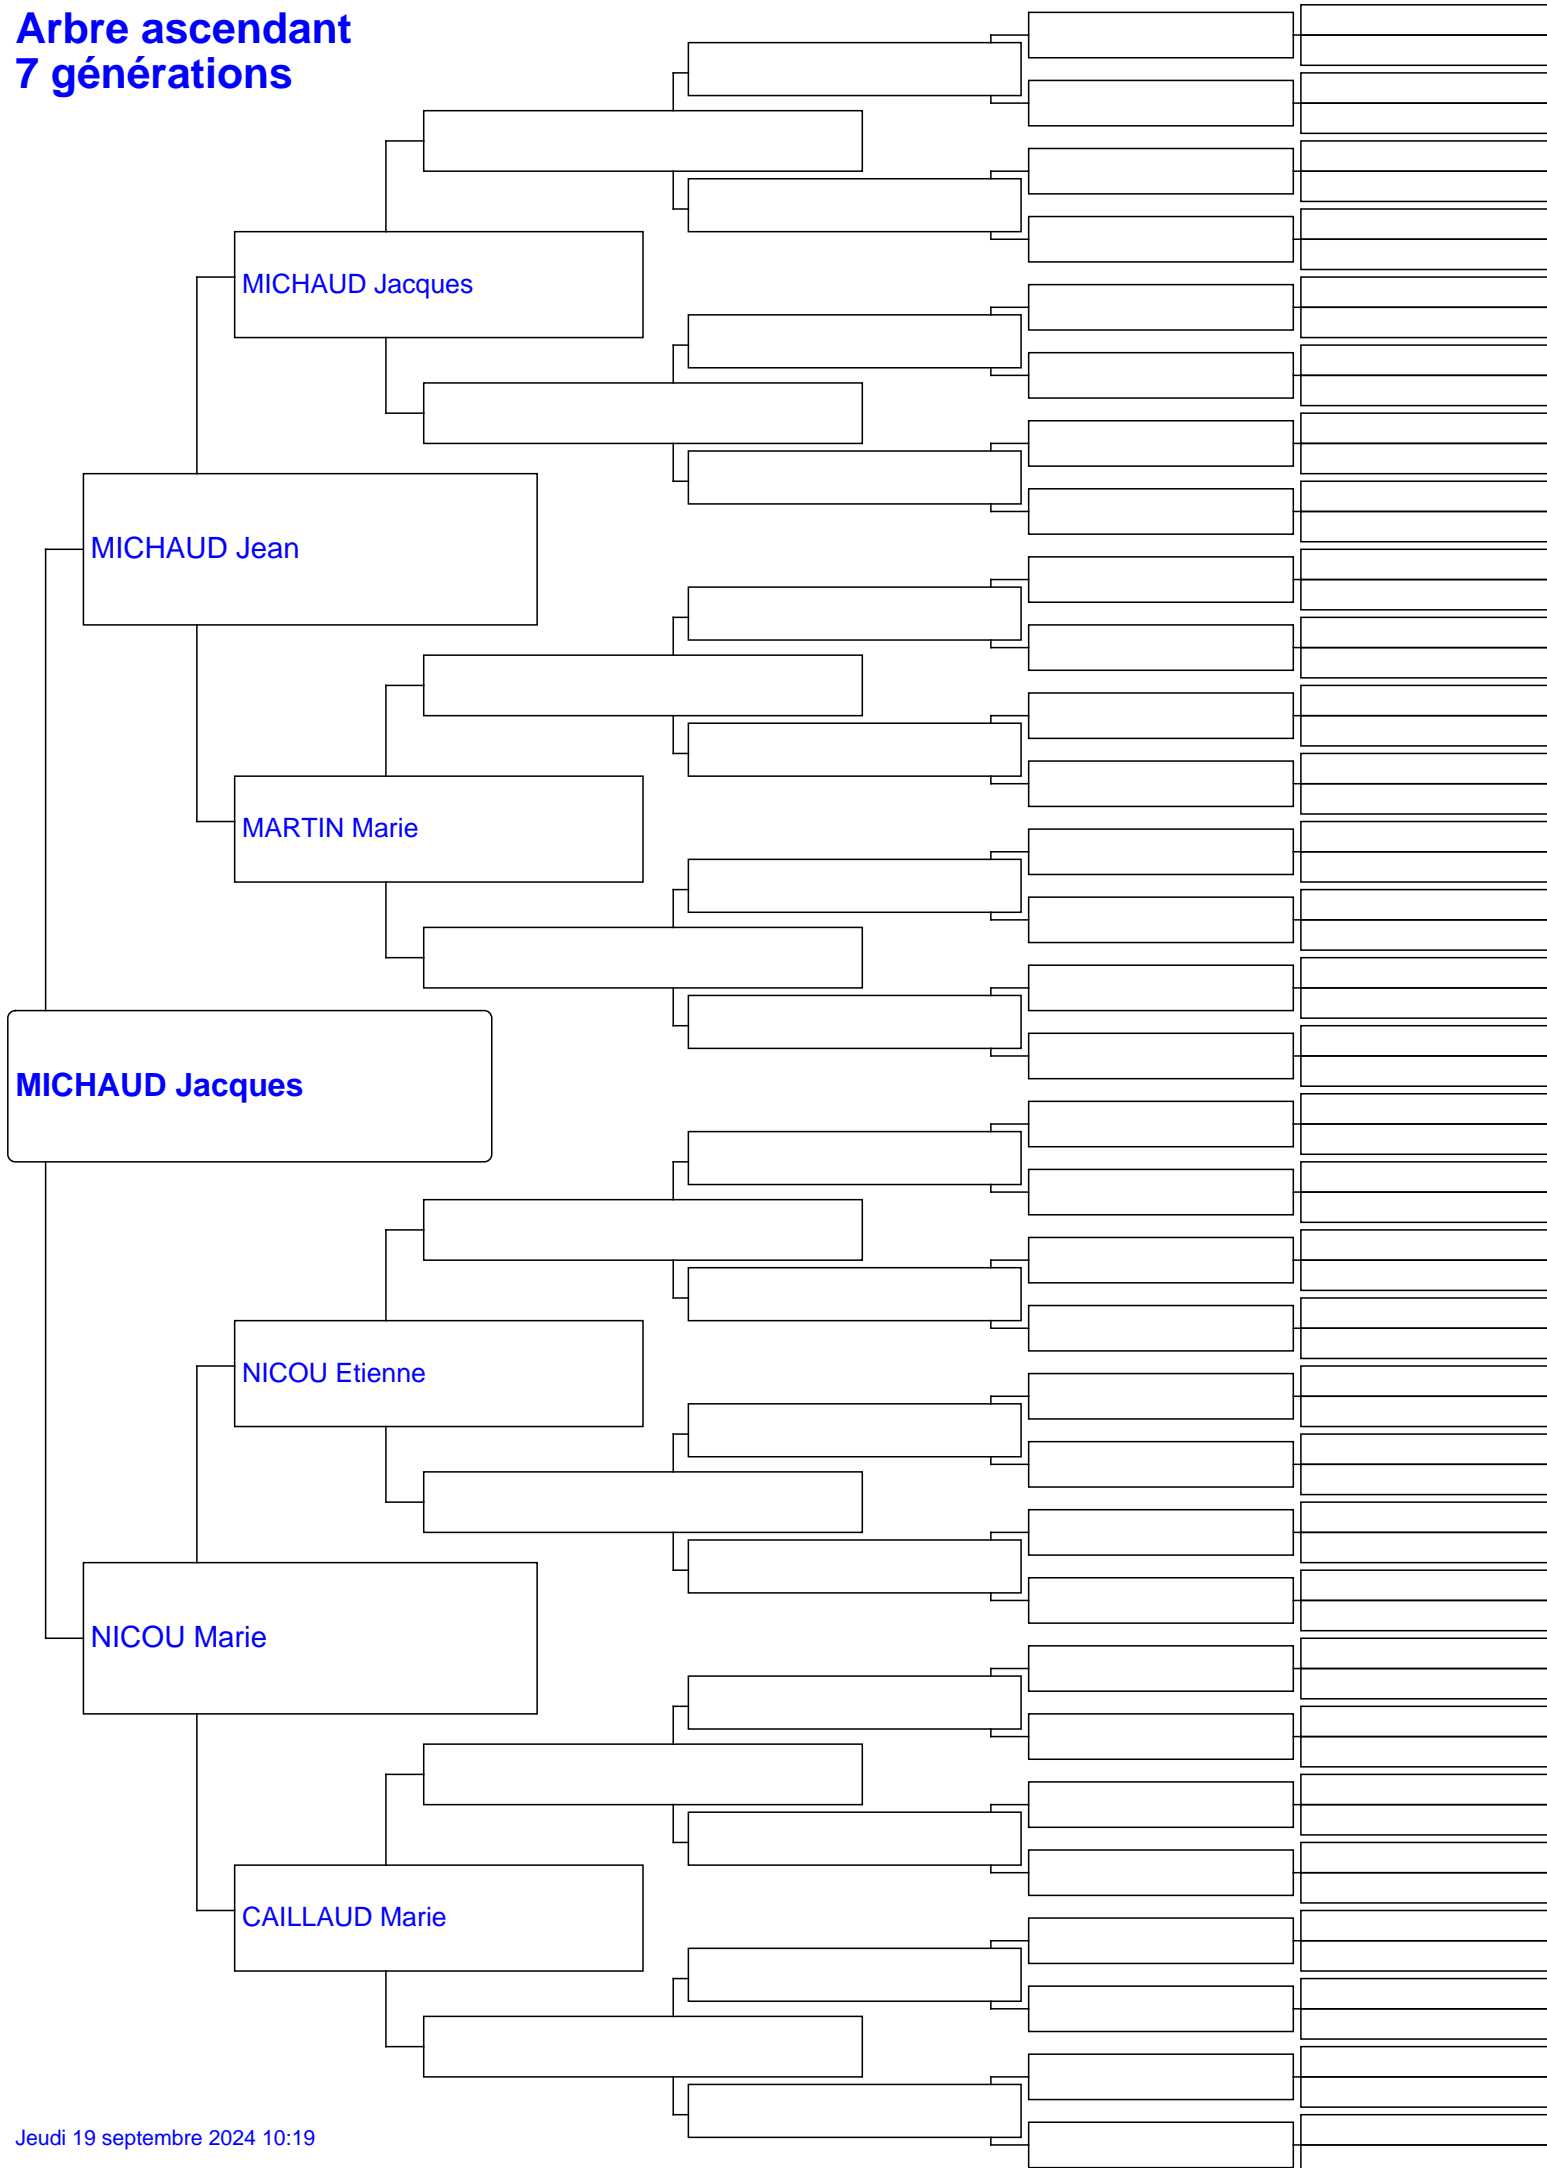 Arbre ascendant
7 générations
MICHAUD Jacques
MICHAUD Jean
MARTIN Marie
MICHAUD Jacques
NICOU Etienne
NICOU Marie
CAILLAUD Marie
Jeudi 19 septembre 2024 10:19